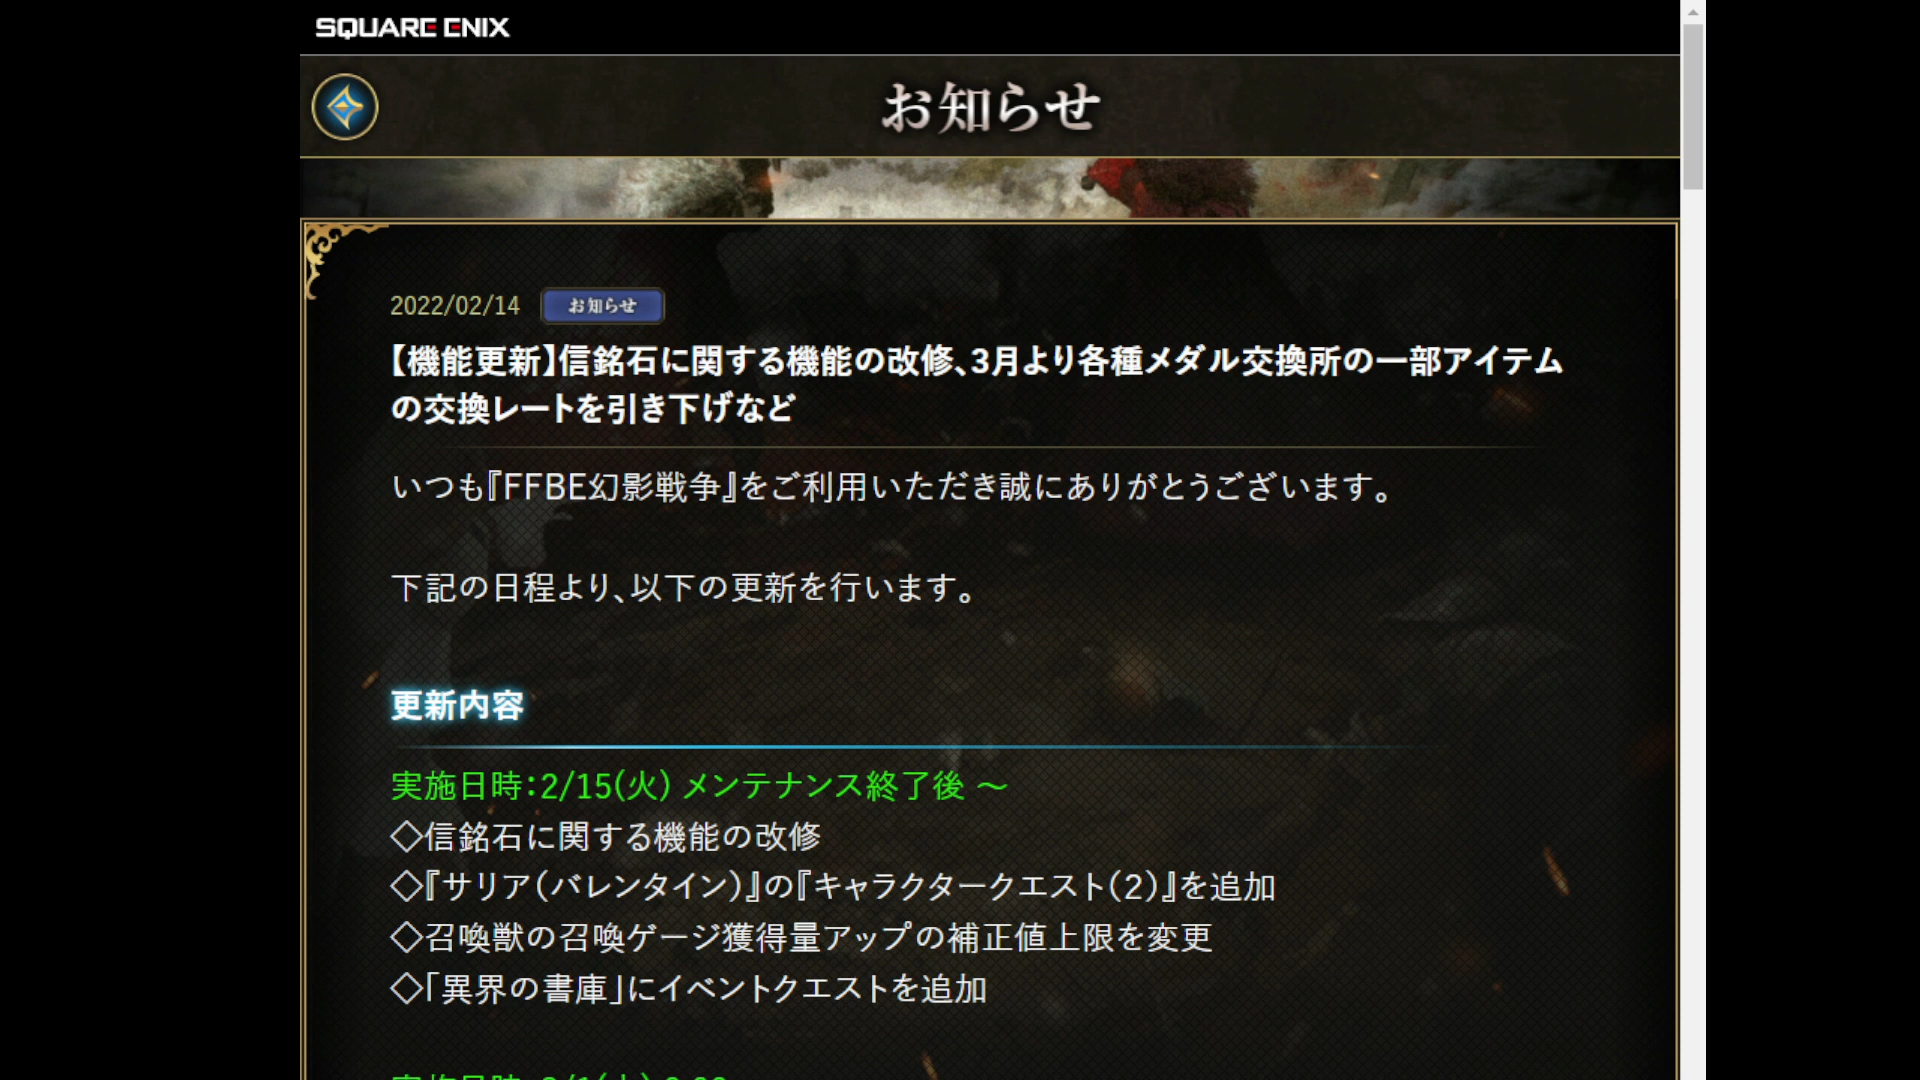 SQUARE ENIX
お知らせ
2022/02/14 お知らせ
【機能更新】信銘石に関する機能の改修、3月より各種メダル交換所の一部アイテム
の交換レートを引き下げなど
いつも『FFBE幻影戦争』をご利用いただき誠にありがとうございます。
下記の日程より、以下の更新を行います。
更新内容
実施日時：2/15(火) メンテナンス終了後 ～
◇信銘石に関する機能の改修
◇『サリア(バレンタイン)』の『キャラクタークエスト(2)』を追加
◇召喚獣の召喚ゲージ獲得量アップの補正値上限を変更
◇「異界の書庫」にイベントクエストを追加